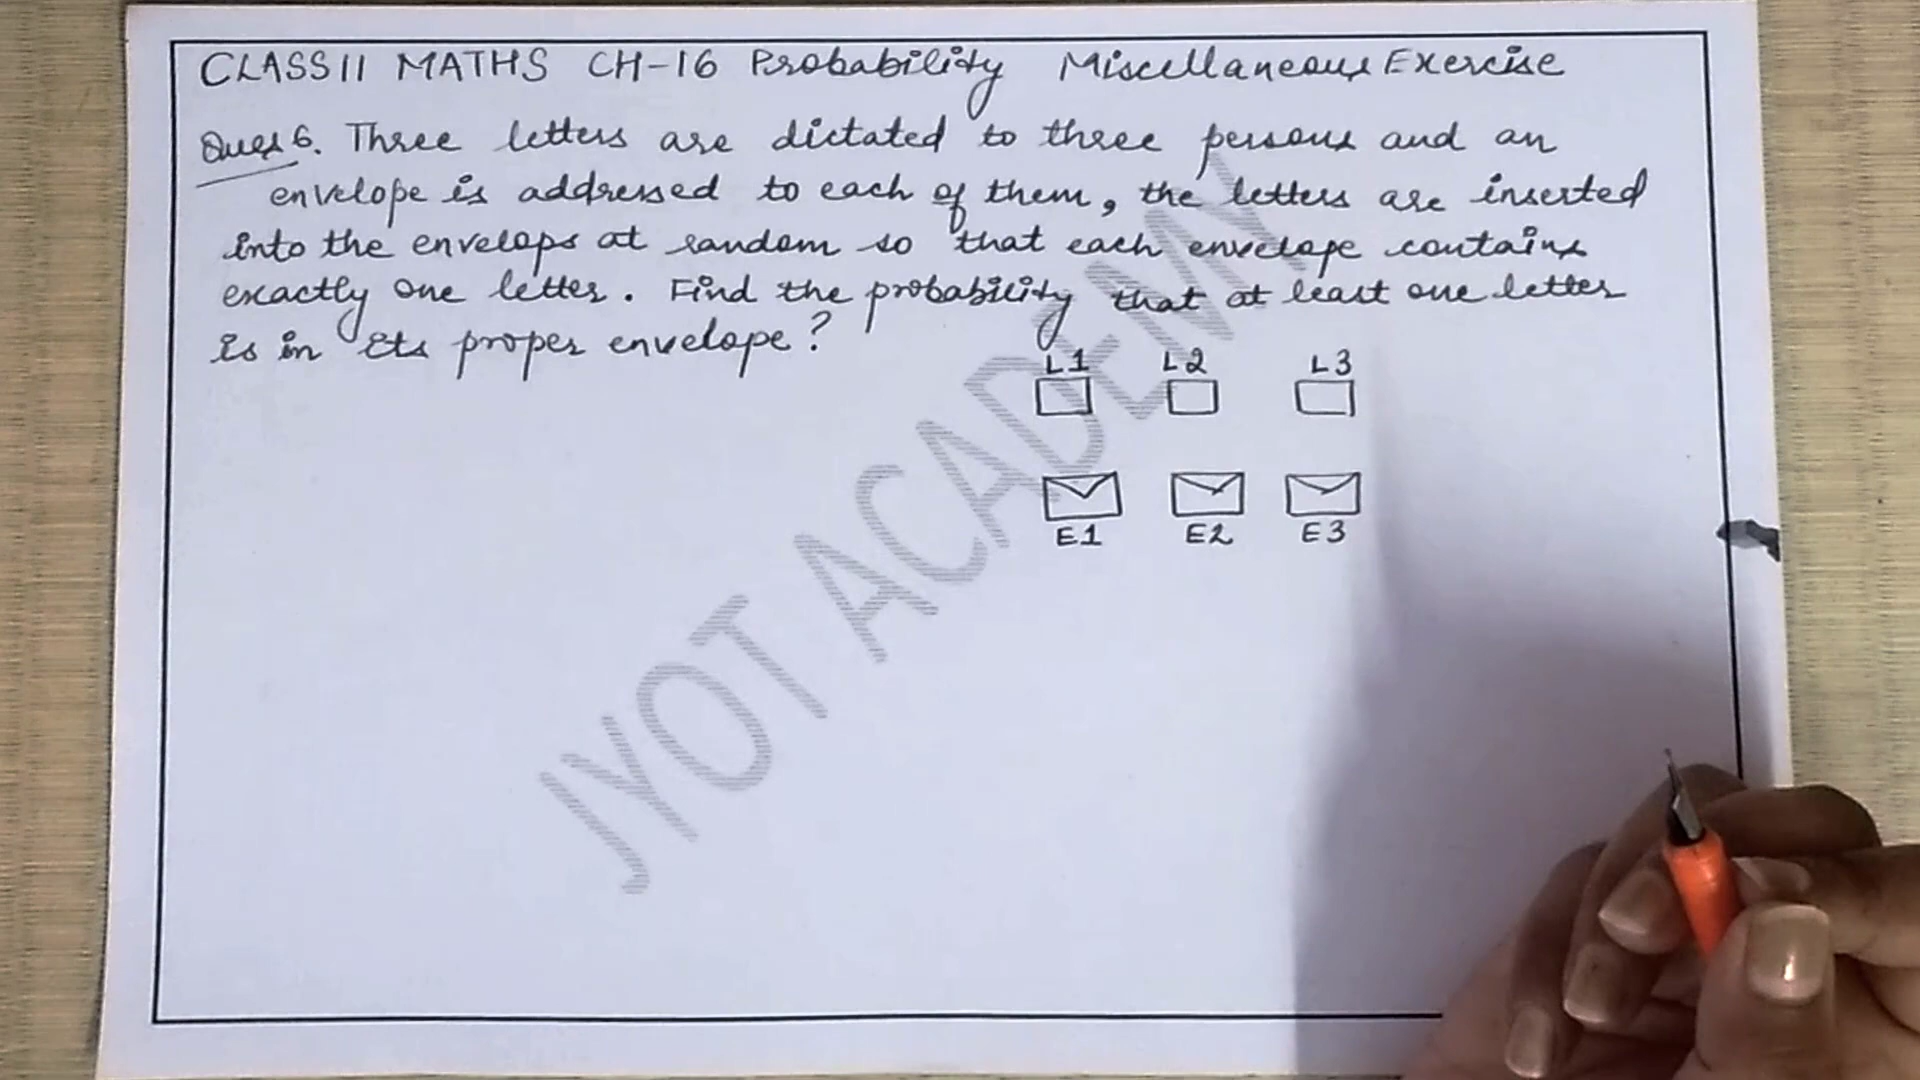 CLASS 11 MATHS CH-16 Probability Miscellaneous Exercise
Ques 6. Three letters are dictated to three persons and an
envelope is addressed to each of them, the letters are inserted
into the envelops at random so that each envelope contains
exactly one letter. Find the probability that at least one letter
is in its proper envelope?
L1 L2 L3
E1 E2 E3
JYOT ACADEMY